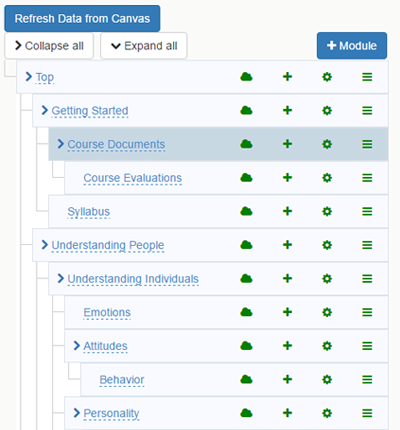 Refresh Data from Canvas
Collapse all Expand all Module
Top
Getting Started
Course Documents
Course Evaluations
Syllabus
Understanding People
Understanding Individuals
Emotions
Attitudes
Behavior
Personality